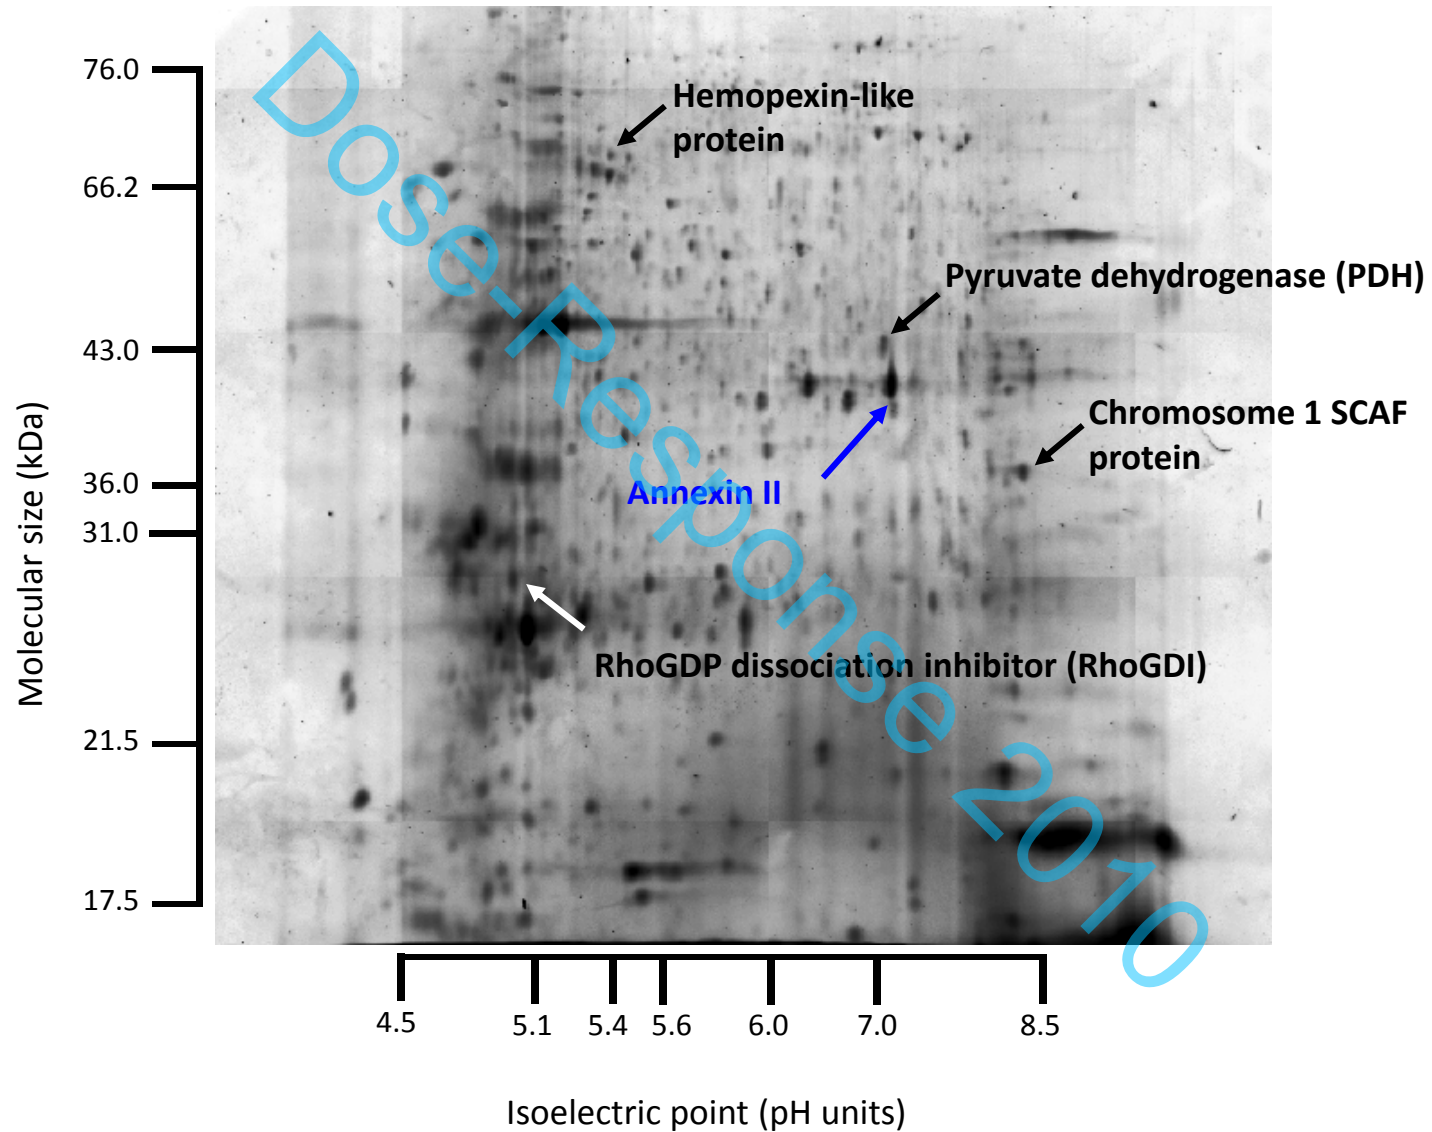 76.0
66.2
43.0
36.0
31.0
21.5
17.5
Molecular size (kDa)
Hemopexin-like
protein
Pyruvate dehydrogenase (PDH)
Chromosome 1 SCAF
protein
Annexin II
RhoGDP dissociation inhibitor (RhoGDI)
Dose-Response 2010
4.5 5.1 5.4 5.6 6.0 7.0 8.5
Isoelectric point (pH units)